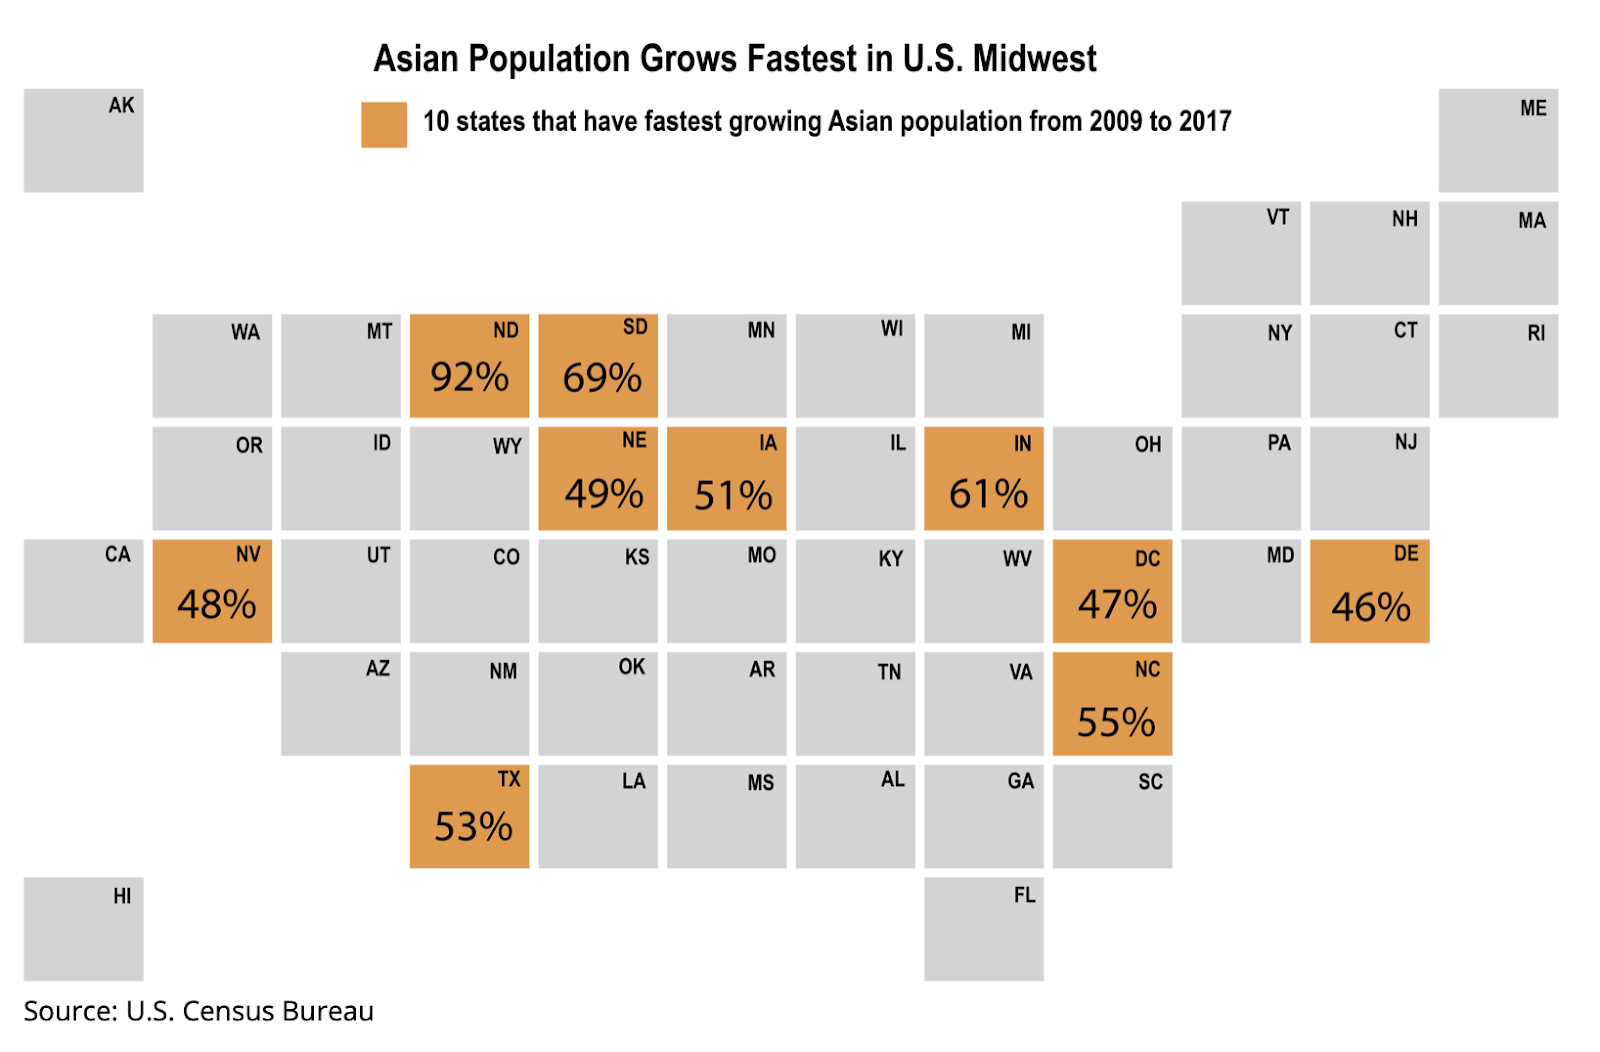 Asian Population Grows Fastest in U.S. Midwest
10 states that have fastest growing Asian population from 2009 to 2017
AK
ME
VT
NH
MA
WA
MT
ND
92%
SD
69%
MN
WI
MI
NY
CT
RI
OR
ID
WY
NE
49%
IA
51%
IL
IN
61%
OH
PA
NJ
CA
NV
48%
UT
CO
KS
MO
KY
WV
DC
47%
MD
DE
46%
AZ
NM
OK
AR
TN
VA
NC
55%
TX
53%
LA
MS
AL
GA
SC
HI
FL
Source: U.S. Census Bureau